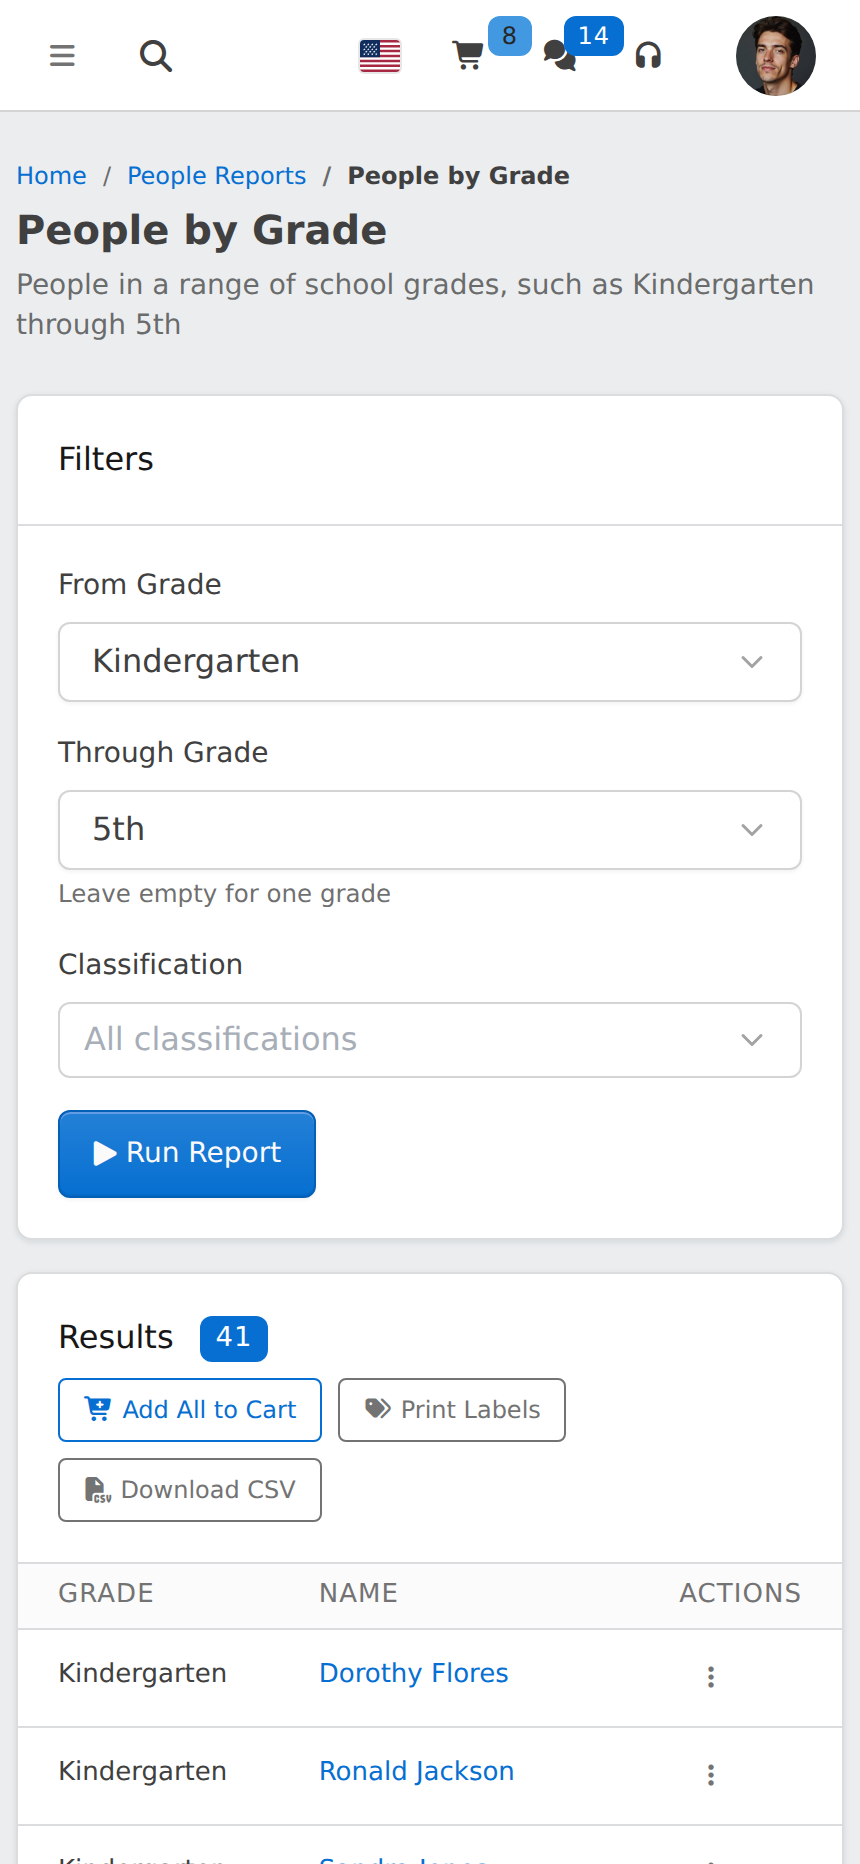 8
14
Home / People Reports / People by Grade
People by Grade
People in a range of school grades, such as Kindergarten
through 5th
Filters
From Grade
Kindergarten
Through Grade
5th
Leave empty for one grade
Classification
All classifications
Run Report
Results 41
Add All to Cart
Print Labels
Download CSV
GRADE NAME ACTIONS
Kindergarten Dorothy Flores
Kindergarten Ronald Jackson